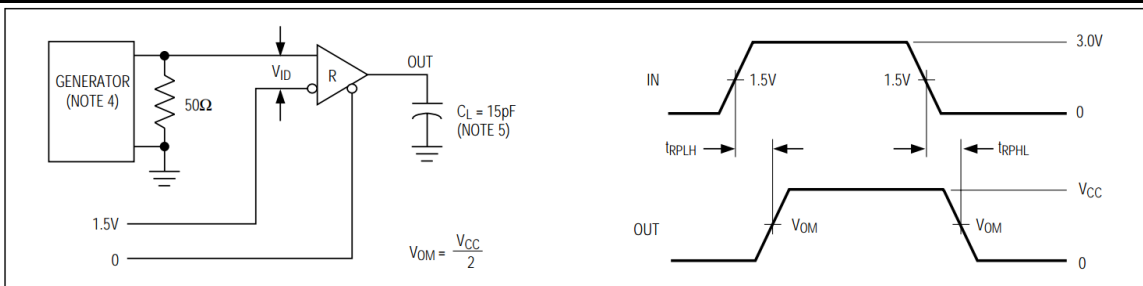 GENERATOR
(NOTE 4)
50Ω
VID
R
OUT
CL = 15pF
(NOTE 5)
1.5V
0
VOM = VCC
2
IN
3.0V
1.5V
1.5V
0
tRPLH
tRPHL
OUT
VCC
VOM
VOM
0